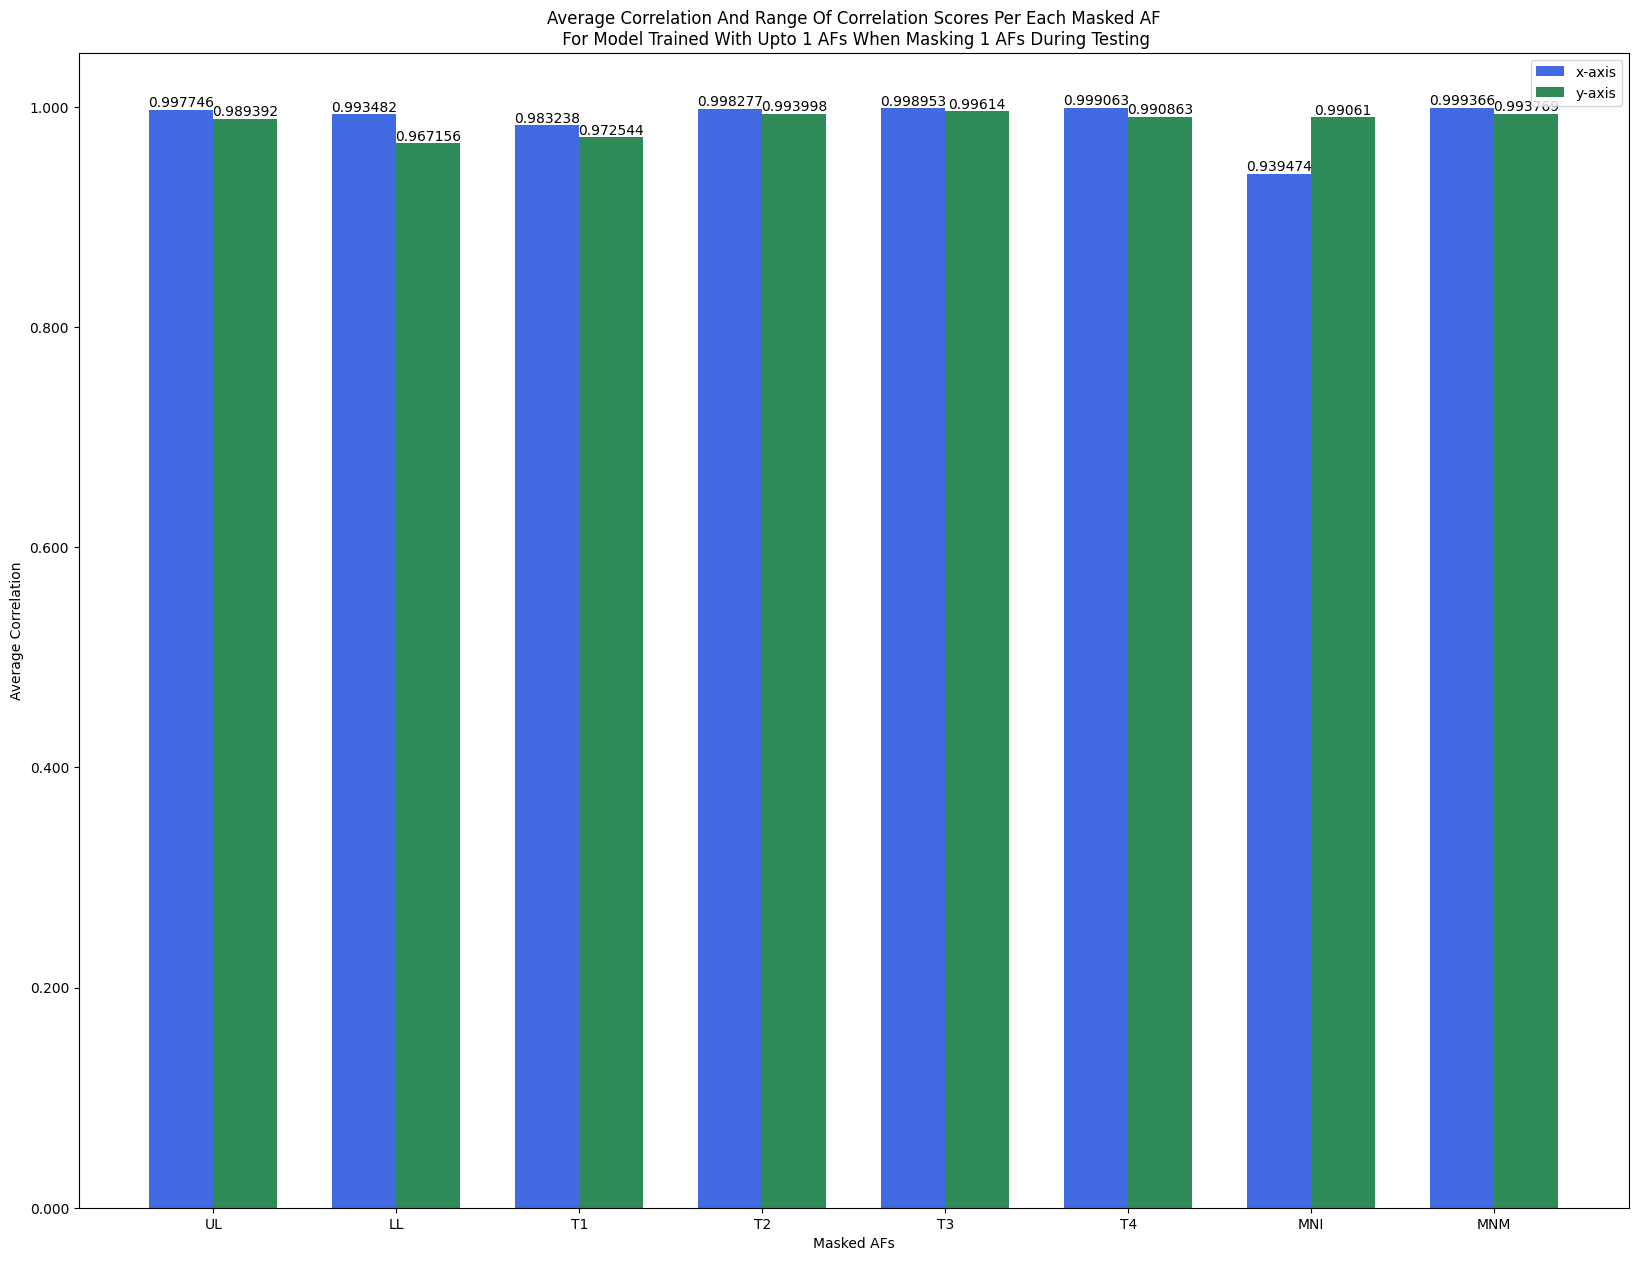 Average Correlation And Range Of Correlation Scores Per Each Masked AF
For Model Trained With Upto 1 AFs When Masking 1 AFs During Testing
x-axis
y-axis
0.997746
0.989392
0.993482
0.967156
0.983238
0.972544
0.998277
0.993998
0.998953
0.99614
0.999063
0.990863
0.939474
0.99061
0.999366
0.993769
1.000
0.800
0.600
0.400
0.200
0.000
Average Correlation
UL
LL
T1
T2
T3
T4
MNI
MNM
Masked AFs